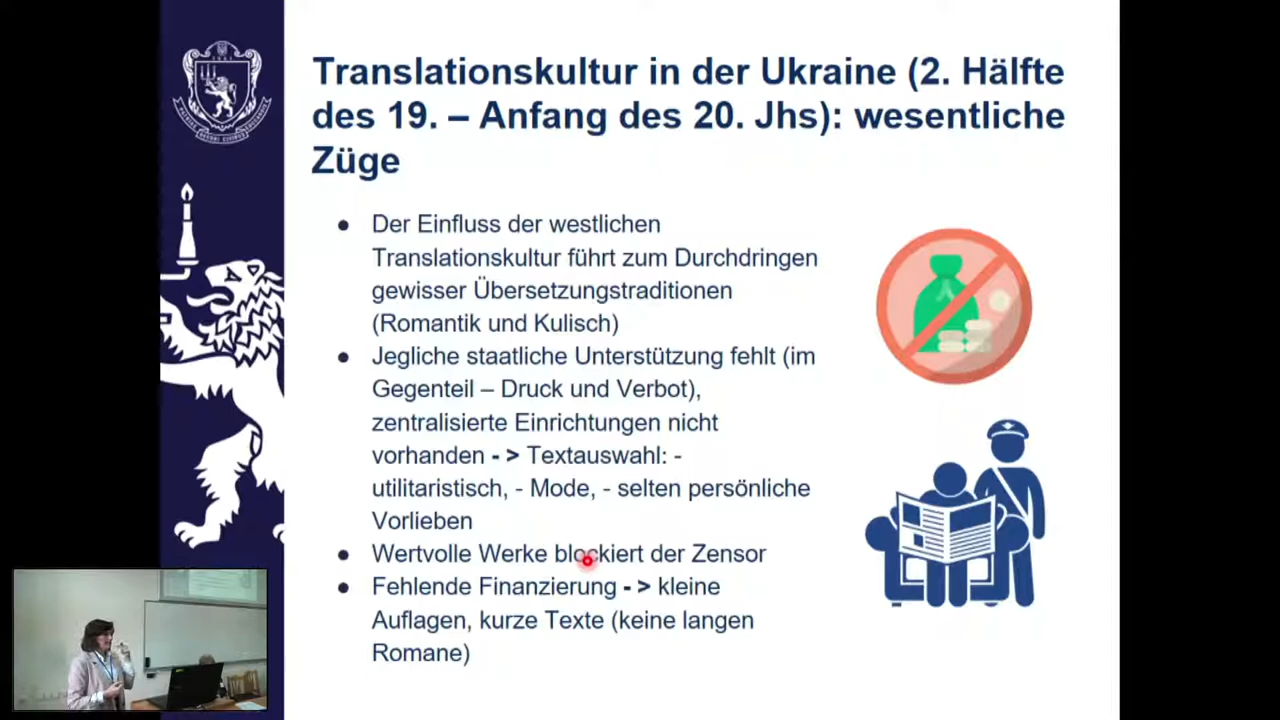 Translationskultur in der Ukraine (2. Hälfte
des 19. – Anfang des 20. Jhs): wesentliche
Züge
● Der Einfluss der westlichen
Translationskultur führt zum Durchdringen
gewisser Übersetzungstraditionen
(Romantik und Kulisch)
● Jegliche staatliche Unterstützung fehlt (im
Gegenteil – Druck und Verbot),
zentralisierte Einrichtungen nicht
vorhanden - > Textauswahl: -
utilitaristisch, - Mode, - selten persönliche
Vorlieben
● Wertvolle Werke blockiert der Zensor
● Fehlende Finanzierung - > kleine
Auflagen, kurze Texte (keine langen
Romane)